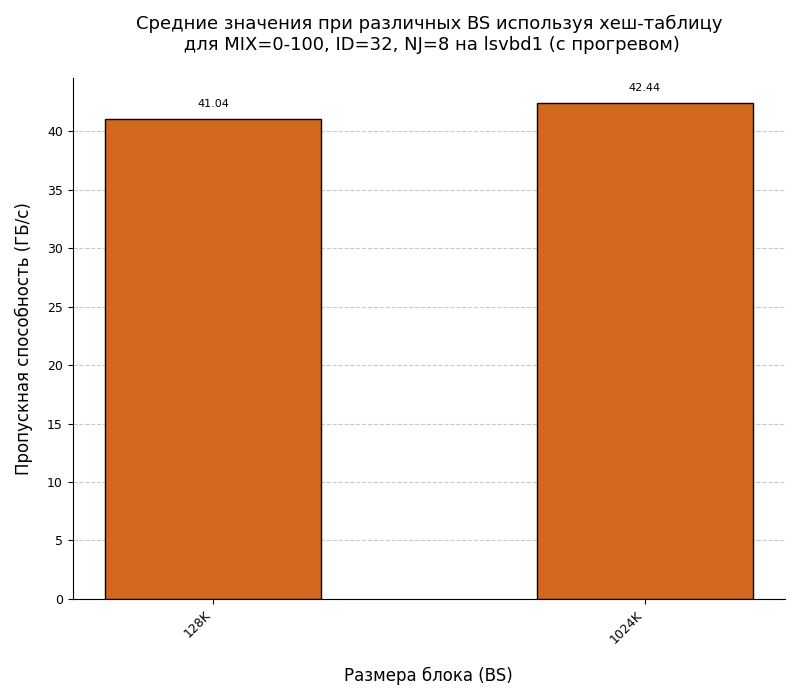 Средние значения при различных BS используя хеш-таблицу
для MIX=0-100, ID=32, NJ=8 на lsvbd1 (с прогревом)
41.04
42.44
Пропускная способность (ГБ/с)
40
35
30
25
20
15
10
5
0
128K
1024K
Размера блока (BS)